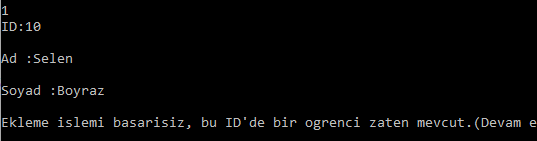 1
ID:10
Ad :Selen
Soyad :Boyraz
Ekleme islemi basarisiz, bu ID'de bir ogrenci zaten mevcut.(Devam e